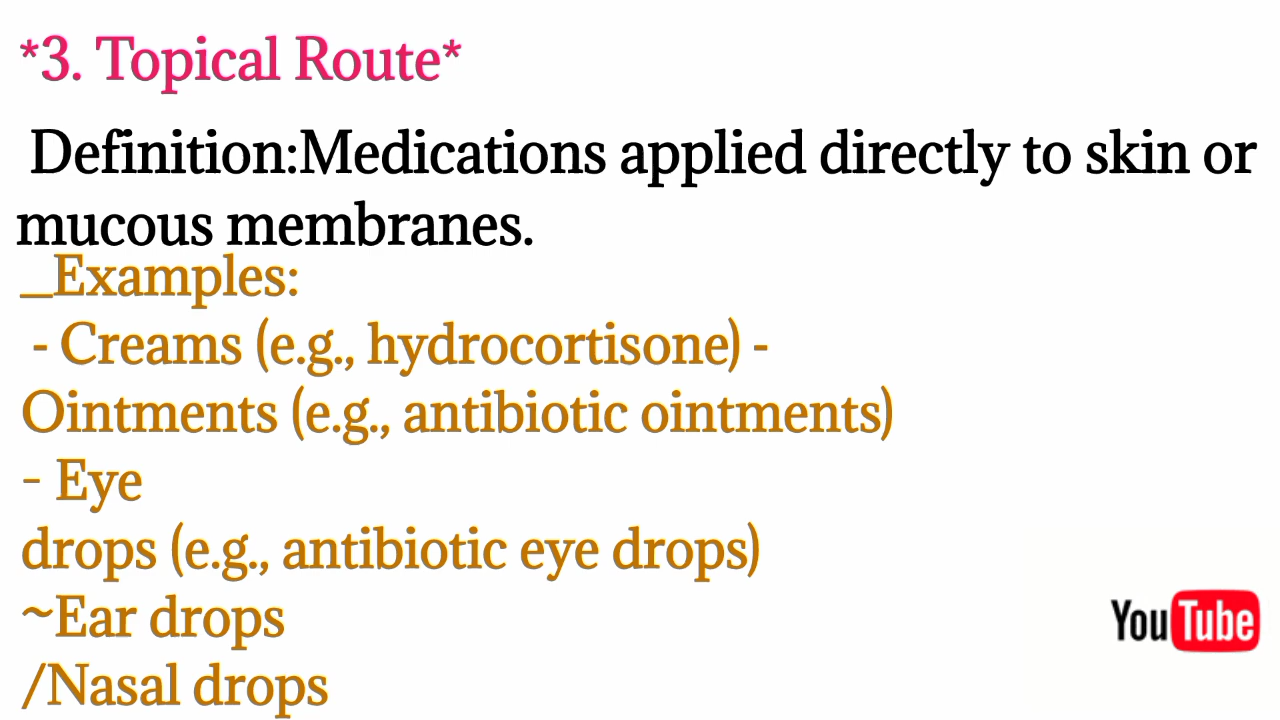 *3. Topical Route*
Definition:Medications applied directly to skin or
mucous membranes.
_Examples:
- Creams (e.g., hydrocortisone) -
Ointments (e.g., antibiotic ointments)
- Eye
drops (e.g., antibiotic eye drops)
~Ear drops
/Nasal drops
YouTube